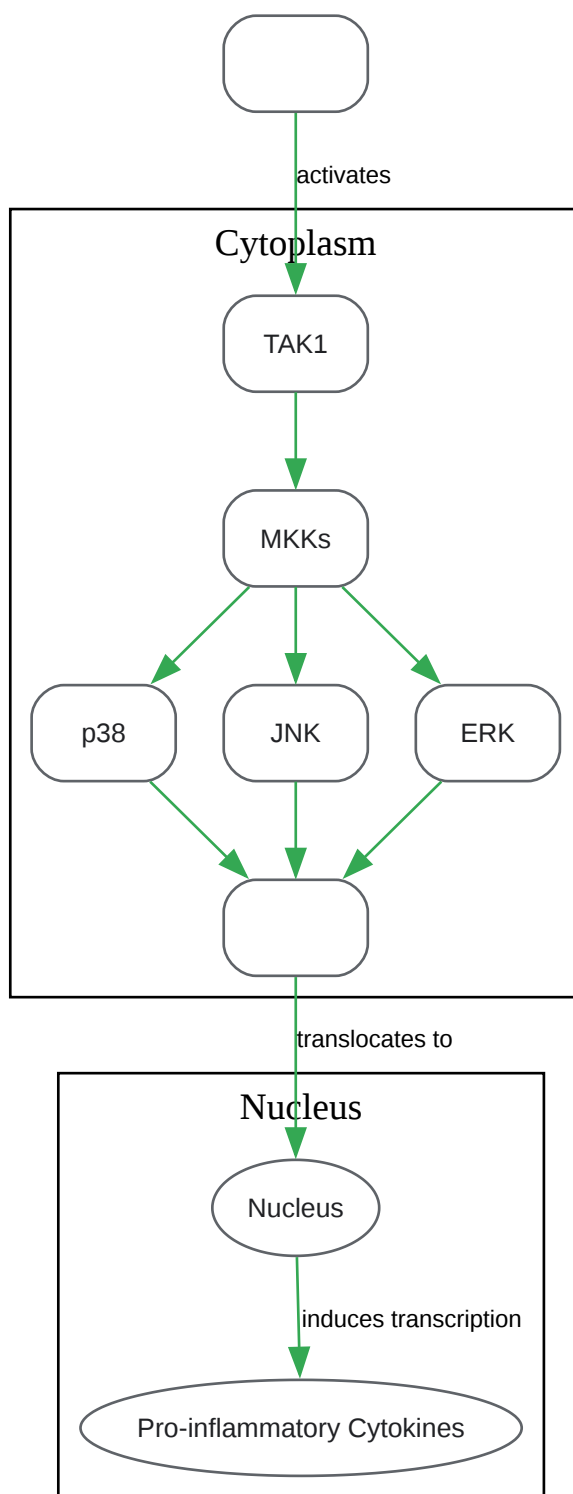 activates
Cytoplasm
TAK1
MKKs
p38
JNK
ERK
translocates to
Nucleus
Nucleus
induces transcription
Pro-inflammatory Cytokines